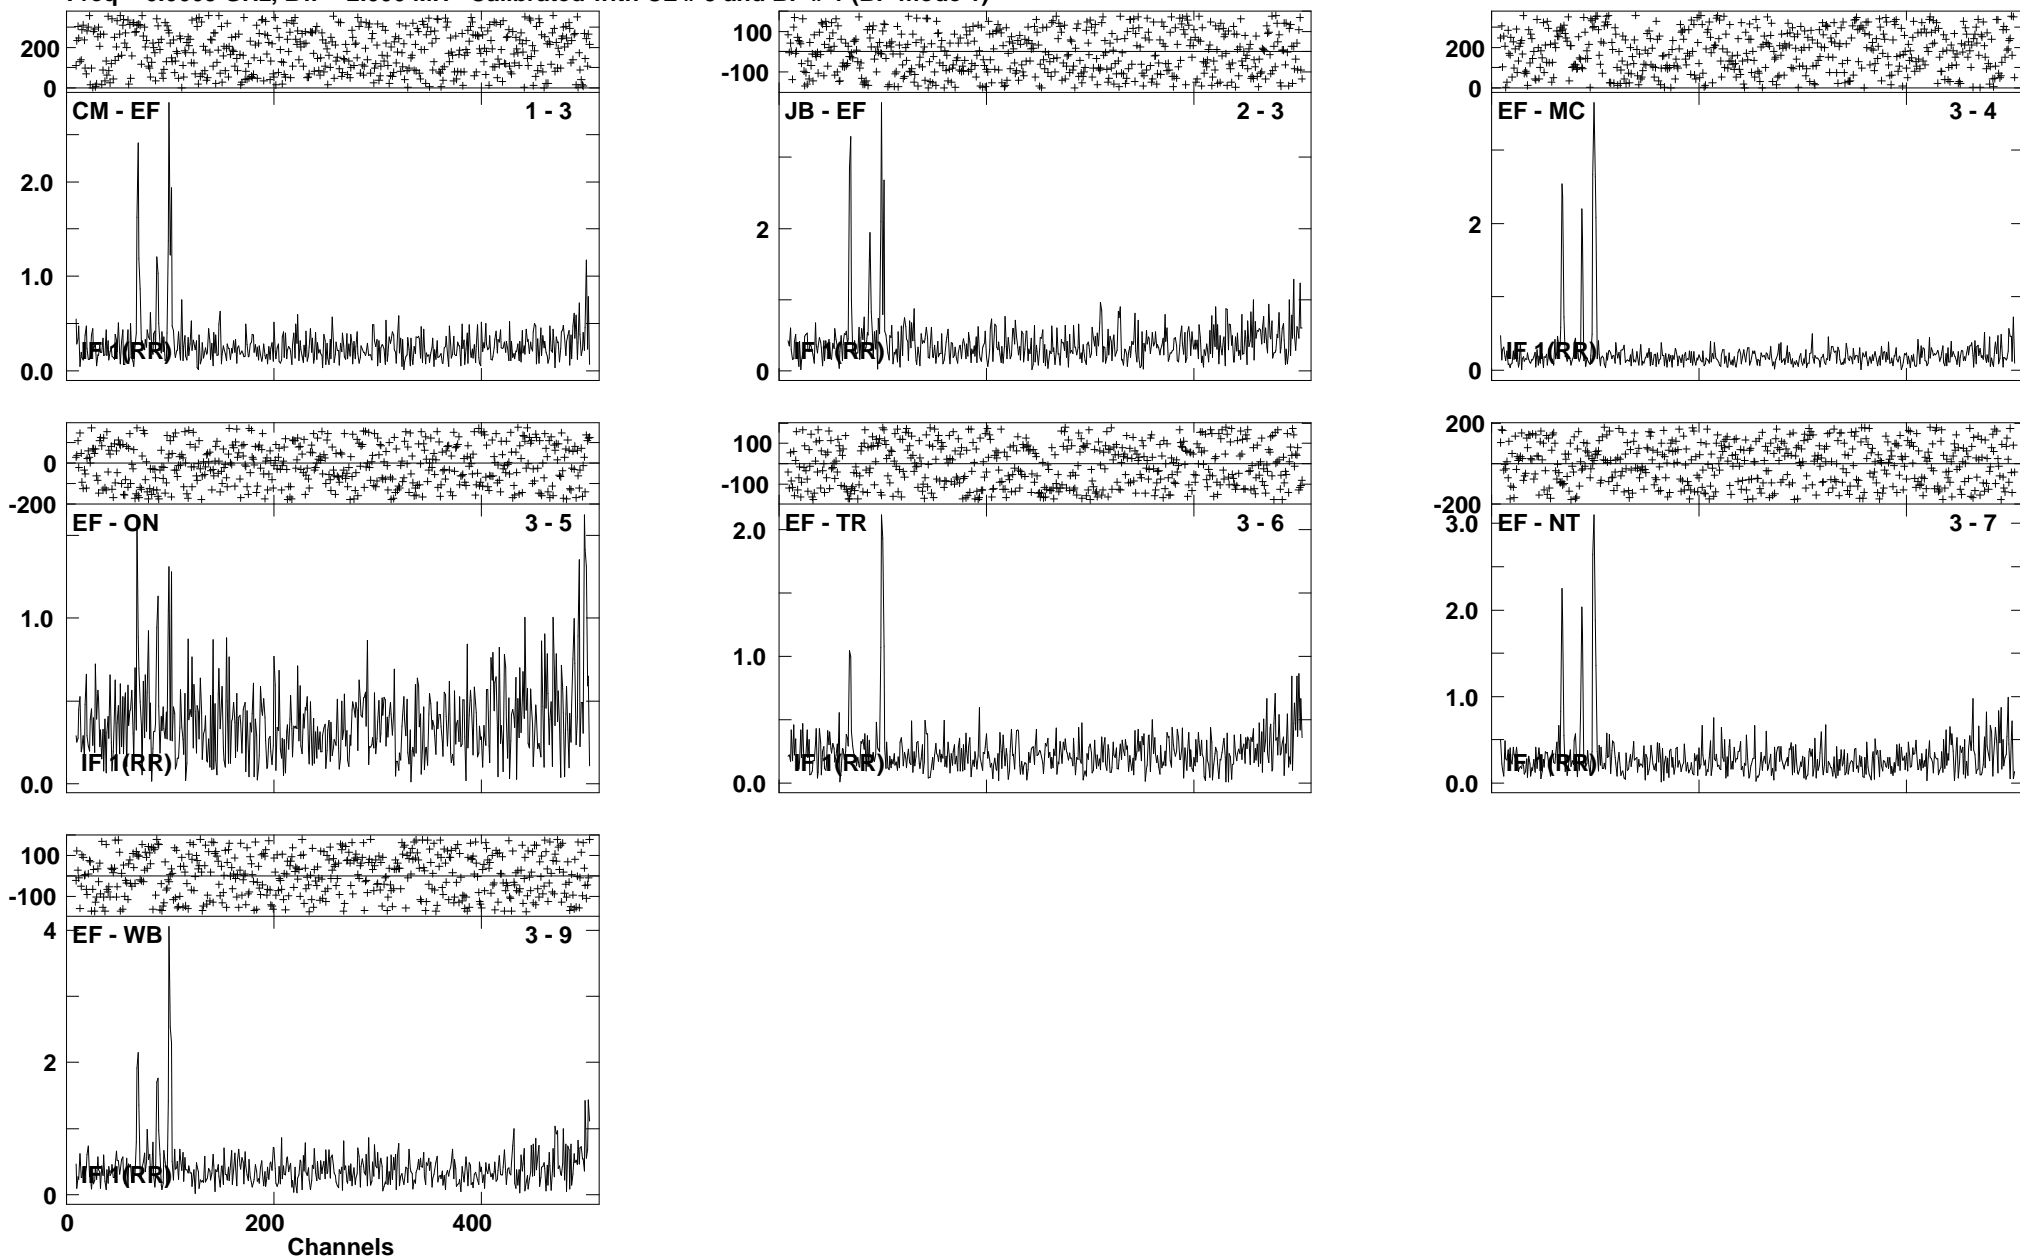 200
0
CM - EF 1 - 3
2.0
1.0
IF 1(RR)
0.0
100
-100
JB - EF 2 - 3
2
IF 1(RR)
0
200
0
EF - MC 3 - 4
2
IF 1(RR)
0
0
-200
EF - ON 3 - 5
1.0
IF 1(RR)
0.0
100
-100
EF - TR 3 - 6
2.0
1.0
IF 1(RR)
0.0
200
-200
EF - NT 3 - 7
3.0
2.0
1.0
IF 1(RR)
0.0
100
-100
EF - WB 3 - 9
4
2
IF 1(RR)
0
0 200 400
Channels